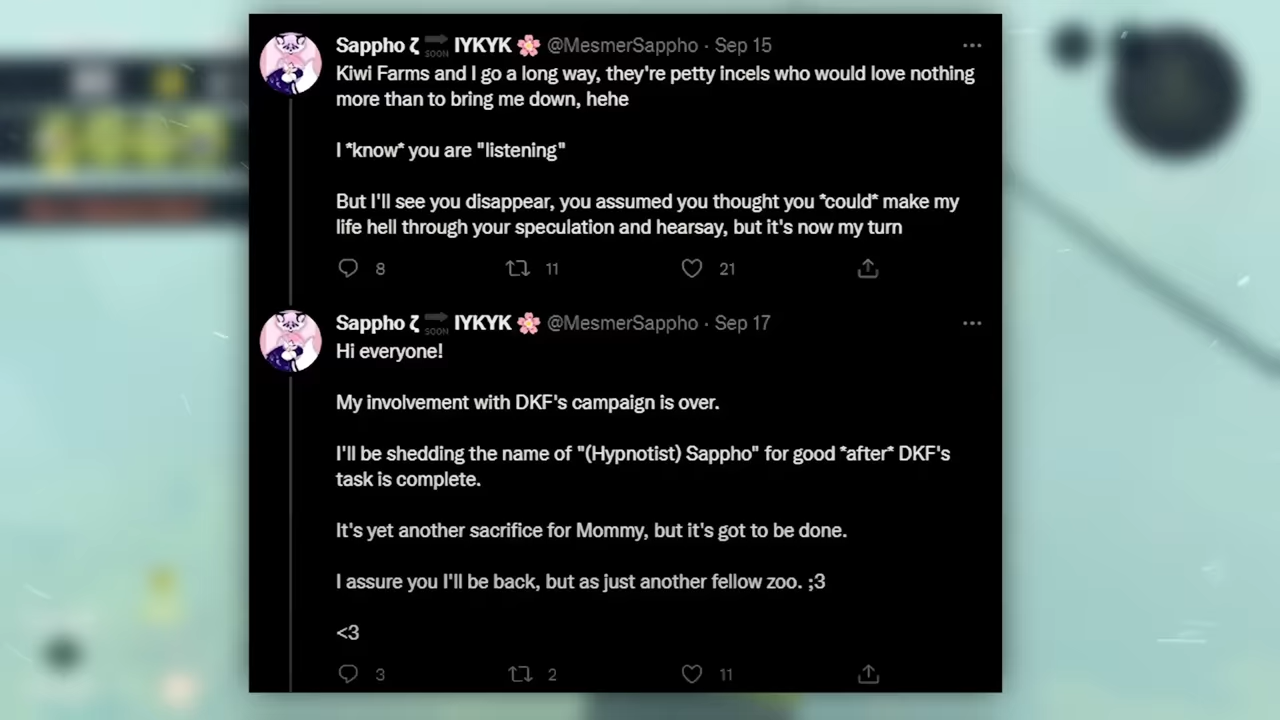 Sappho ζ SOON IYKYK 🌸 @MesmerSappho · Sep 15
Kiwi Farms and I go a long way, they're petty incels who would love nothing
more than to bring me down, hehe
I *know* you are "listening"
But I'll see you disappear, you assumed you thought you *could* make my
life hell through your speculation and hearsay, but it's now my turn
8 11 21
Sappho ζ SOON IYKYK 🌸 @MesmerSappho · Sep 17
Hi everyone!
My involvement with DKF's campaign is over.
I'll be shedding the name of "(Hypnotist) Sappho" for good *after* DKF's
task is complete.
It's yet another sacrifice for Mommy, but it's got to be done.
I assure you I'll be back, but as just another fellow zoo. ;3
<3
3 2 11